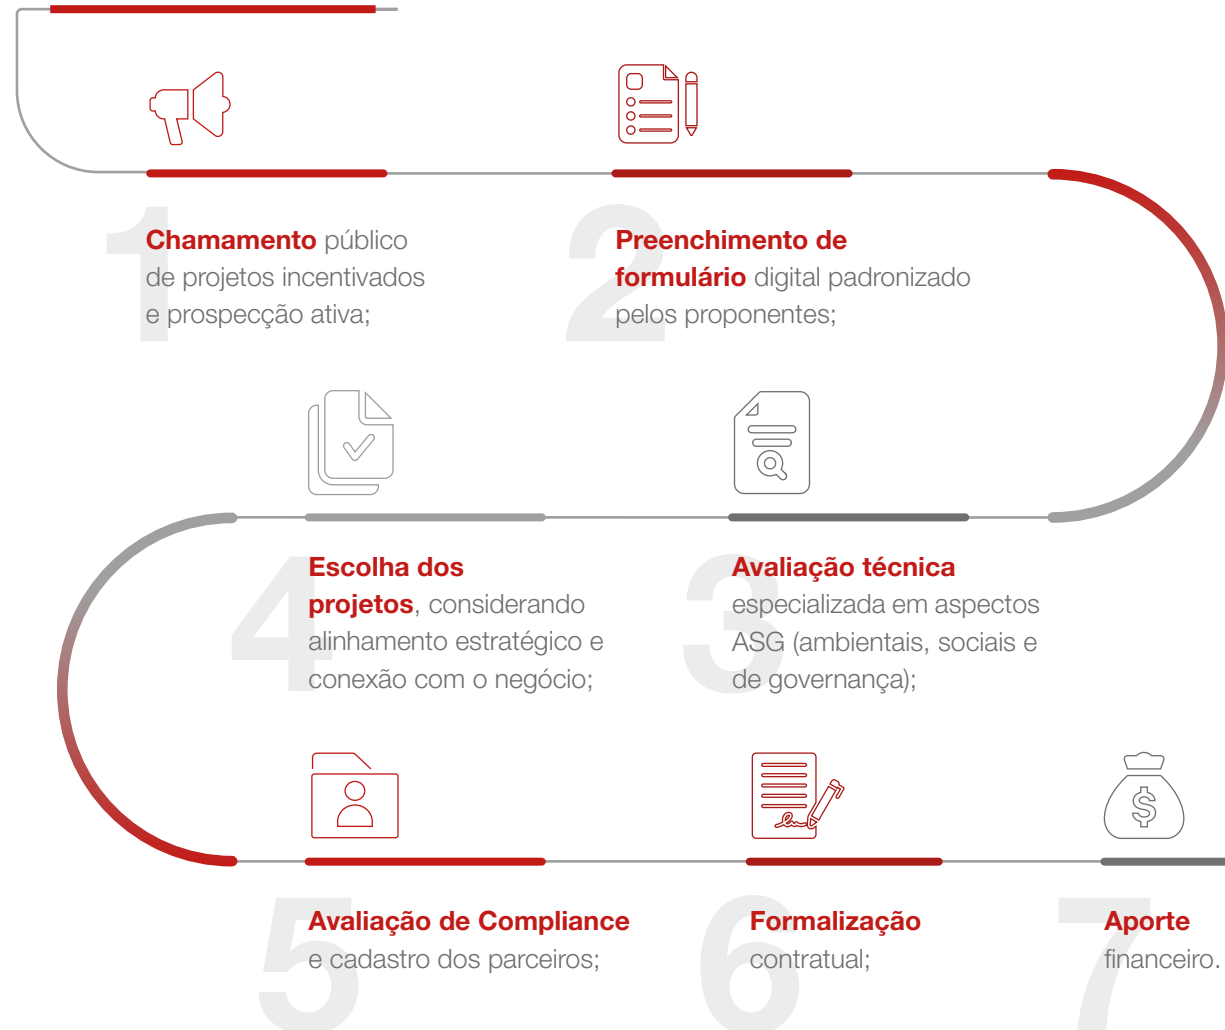 1
Chamamento público
de projetos incentivados
e prospecção ativa;
2
Preenchimento de
formulário digital padronizado
pelos proponentes;
3
Avaliação técnica
especializada em aspectos
ASG (ambientais, sociais e
de governança);
4
Escolha dos
projetos, considerando
alinhamento estratégico e
conexão com o negócio;
5
Avaliação de Compliance
e cadastro dos parceiros;
6
Formalização
contratual;
$
7
Aporte
financeiro.